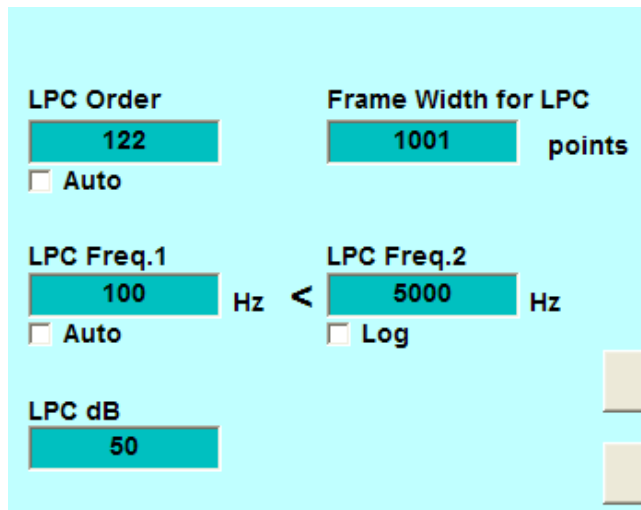 LPC Order
Frame Width for LPC
122
1001
points
Auto
LPC Freq.1
LPC Freq.2
100
Hz
<
5000
Hz
Auto
Log
LPC dB
50